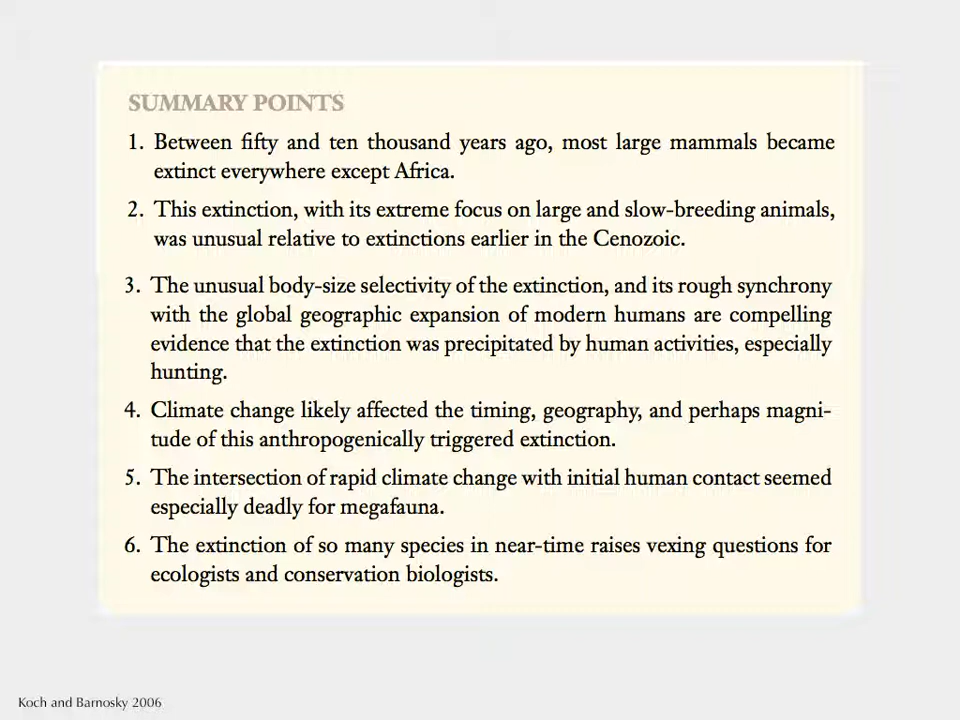 SUMMARY POINTS
1. Between fifty and ten thousand years ago, most large mammals became
extinct everywhere except Africa.
2. This extinction, with its extreme focus on large and slow-breeding animals,
was unusual relative to extinctions earlier in the Cenozoic.
3. The unusual body-size selectivity of the extinction, and its rough synchrony
with the global geographic expansion of modern humans are compelling
evidence that the extinction was precipitated by human activities, especially
hunting.
4. Climate change likely affected the timing, geography, and perhaps magni-
tude of this anthropogenically triggered extinction.
5. The intersection of rapid climate change with initial human contact seemed
especially deadly for megafauna.
6. The extinction of so many species in near-time raises vexing questions for
ecologists and conservation biologists.
Koch and Barnosky 2006